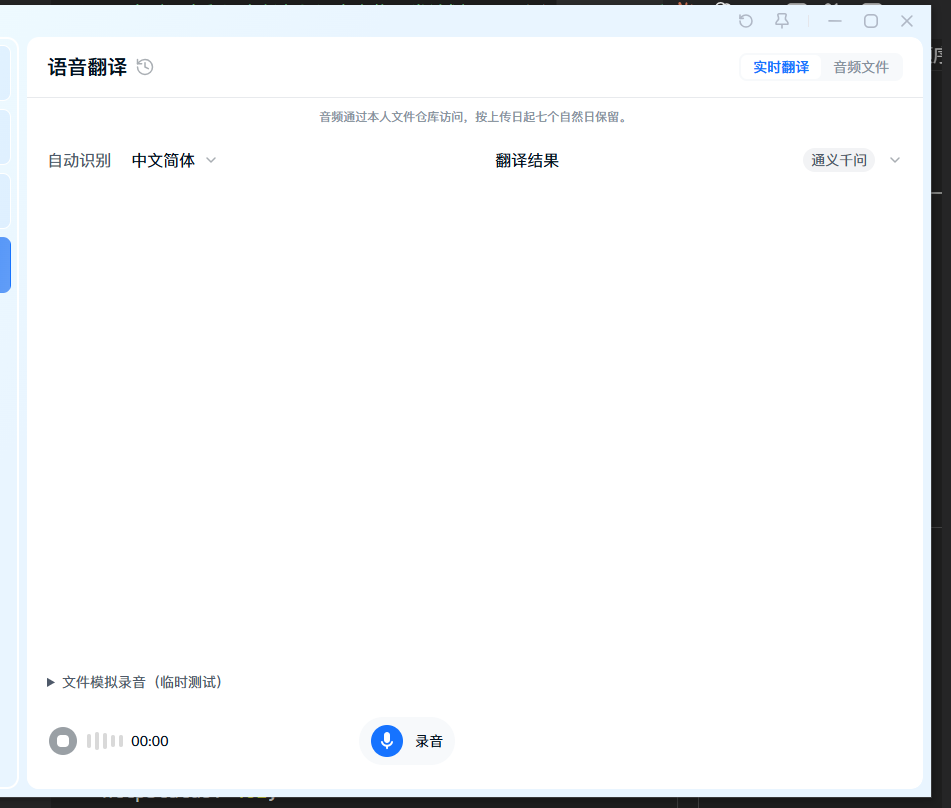 语音翻译
实时翻译 音频文件
音频通过本人文件仓库访问，按上传日起七个自然日保留。
自动识别 中文简体 翻译结果 通义千问
文件模拟录音（临时测试）
00:00 录音